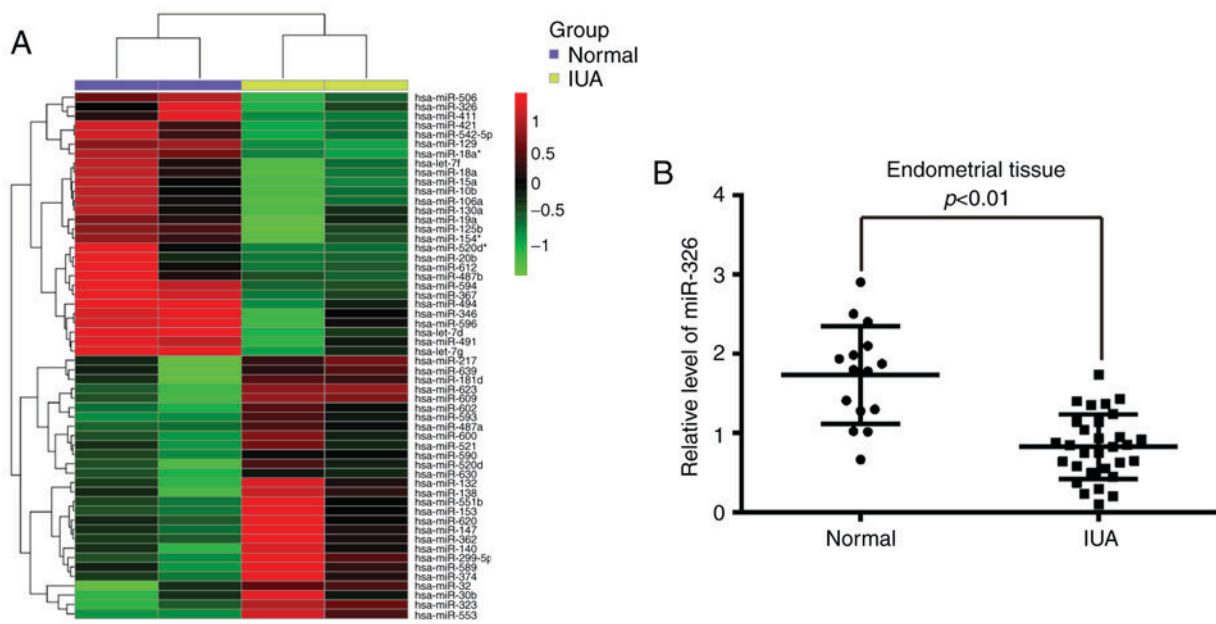 A
Group
Normal
IUA
1
0.5
0
−0.5
−1
hsa-miR-506
hsa-miR-326
hsa-miR-411
hsa-miR-421
hsa-miR-542-5p
hsa-miR-129
hsa-miR-18a*
hsa-let-7f
hsa-miR-18a
hsa-miR-15a
hsa-miR-10b
hsa-miR-106a
hsa-miR-130a
hsa-miR-19a
hsa-miR-125b
hsa-miR-154*
hsa-miR-520d*
hsa-miR-20b
hsa-miR-612
hsa-miR-487b
hsa-miR-594
hsa-miR-367
hsa-miR-494
hsa-miR-346
hsa-miR-596
hsa-let-7d
hsa-miR-491
hsa-let-7g
hsa-miR-217
hsa-miR-639
hsa-miR-181d
hsa-miR-623
hsa-miR-609
hsa-miR-602
hsa-miR-593
hsa-miR-487a
hsa-miR-600
hsa-miR-521
hsa-miR-590
hsa-miR-520d
hsa-miR-630
hsa-miR-132
hsa-miR-138
hsa-miR-551b
hsa-miR-153
hsa-miR-620
hsa-miR-147
hsa-miR-362
hsa-miR-140
hsa-miR-299-5p
hsa-miR-589
hsa-miR-374
hsa-miR-32
hsa-miR-30b
hsa-miR-323
hsa-miR-553
B
Endometrial tissue
p<0.01
Relative level of miR-326
4
3
2
1
0
Normal
IUA